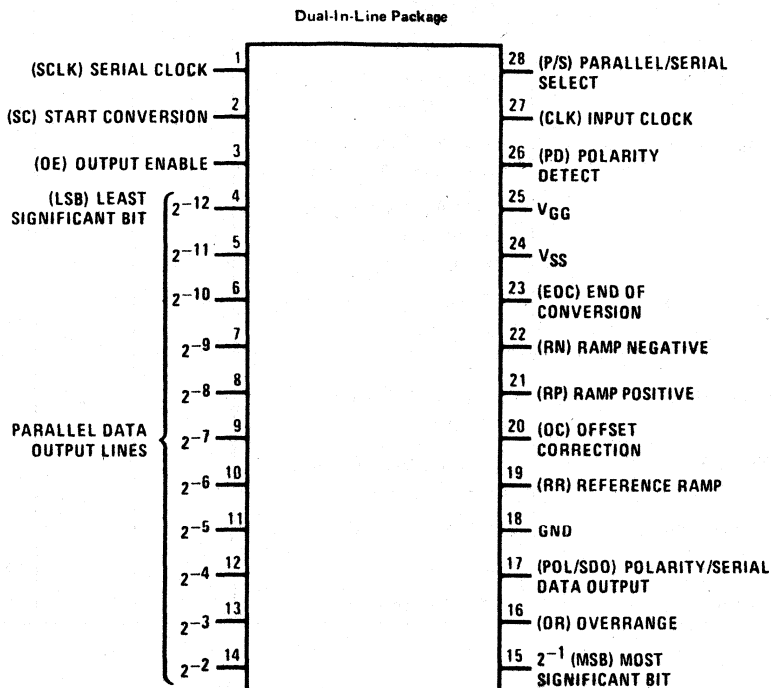 Dual-In-Line Package
(SCLK) SERIAL CLOCK 1
(SC) START CONVERSION 2
(OE) OUTPUT ENABLE 3
(LSB) LEAST
SIGNIFICANT BIT
2−12 4
2−11 5
2−10 6
2−9 7
2−8 8
PARALLEL DATA
OUTPUT LINES
2−7 9
2−6 10
2−5 11
2−4 12
2−3 13
2−2 14
28 (P/S) PARALLEL/SERIAL
SELECT
27 (CLK) INPUT CLOCK
26 (PD) POLARITY
DETECT
25 VGG
24 VSS
23 (EOC) END OF
CONVERSION
22 (RN) RAMP NEGATIVE
21 (RP) RAMP POSITIVE
20 (OC) OFFSET
CORRECTION
19 (RR) REFERENCE RAMP
18 GND
17 (POL/SDO) POLARITY/SERIAL
DATA OUTPUT
16 (OR) OVERRANGE
15 2−1 (MSB) MOST
SIGNIFICANT BIT